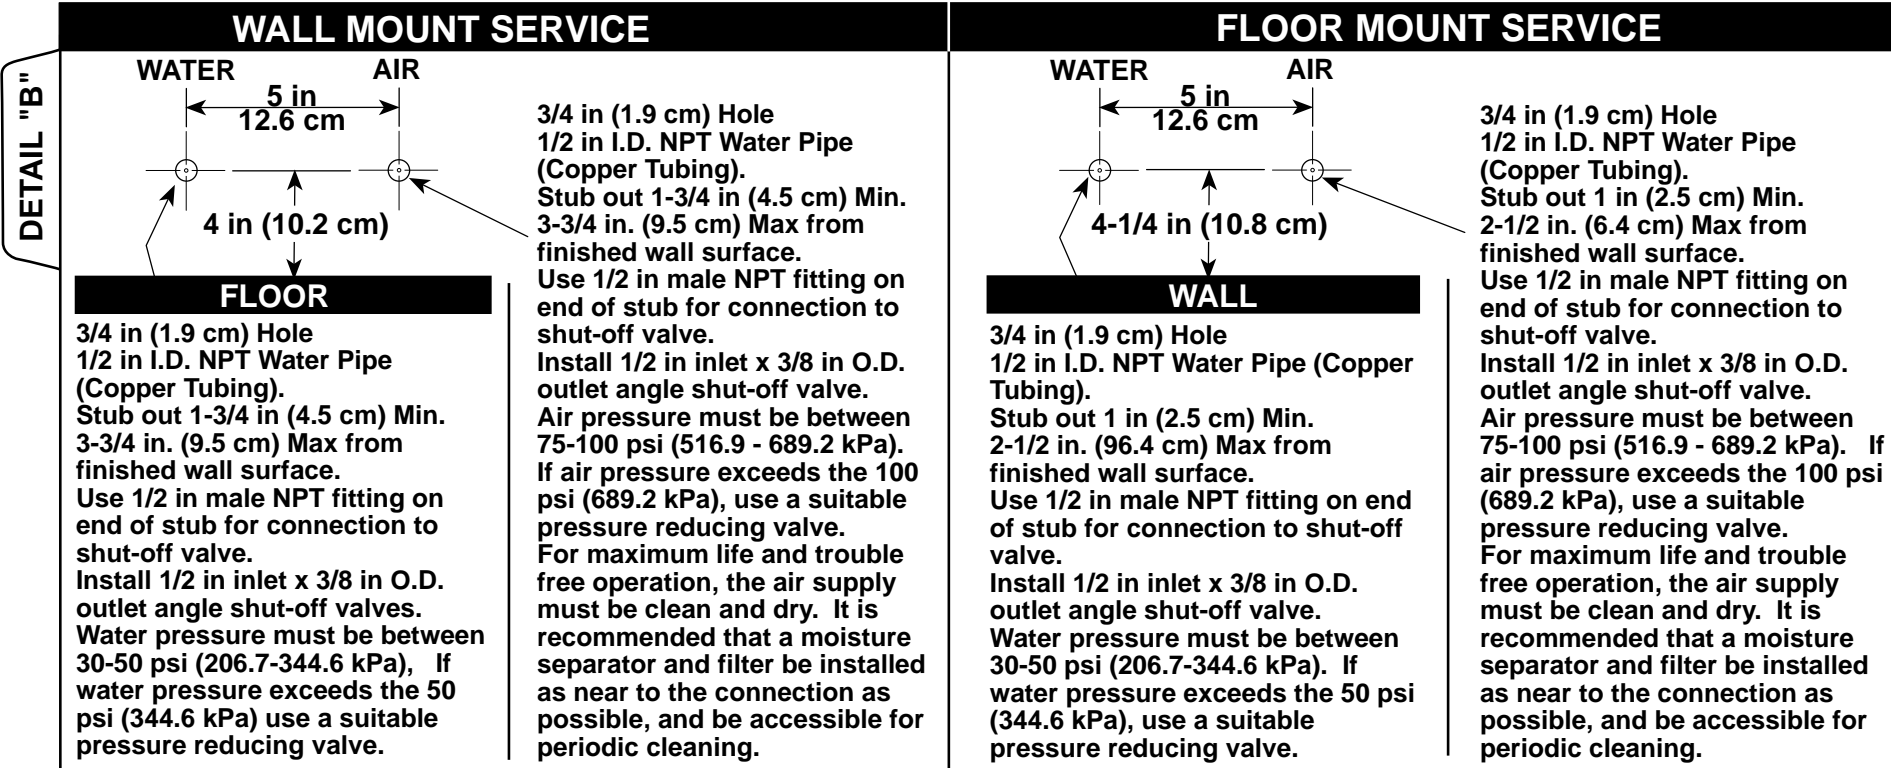 DETAIL "B"
WALL MOUNT SERVICE
WATER
AIR
5 in
12.6 cm
4 in (10.2 cm)
FLOOR
3/4 in (1.9 cm) Hole
1/2 in I.D. NPT Water Pipe
(Copper Tubing).
Stub out 1-3/4 in (4.5 cm) Min.
3-3/4 in. (9.5 cm) Max from
finished wall surface.
Use 1/2 in male NPT fitting on
end of stub for connection to
shut-off valve.
Install 1/2 in inlet x 3/8 in O.D.
outlet angle shut-off valves.
Water pressure must be between
30-50 psi (206.7-344.6 kPa), If
water pressure exceeds the 50
psi (344.6 kPa) use a suitable
pressure reducing valve.
3/4 in (1.9 cm) Hole
1/2 in I.D. NPT Water Pipe
(Copper Tubing).
Stub out 1-3/4 in (4.5 cm) Min.
3-3/4 in. (9.5 cm) Max from
finished wall surface.
Use 1/2 in male NPT fitting on
end of stub for connection to
shut-off valve.
Install 1/2 in inlet x 3/8 in O.D.
outlet angle shut-off valve.
Air pressure must be between
75-100 psi (516.9 - 689.2 kPa).
If air pressure exceeds the 100
psi (689.2 kPa), use a suitable
pressure reducing valve.
For maximum life and trouble
free operation, the air supply
must be clean and dry. It is
recommended that a moisture
separator and filter be installed
as near to the connection as
possible, and be accessible for
periodic cleaning.
FLOOR MOUNT SERVICE
WATER
AIR
5 in
12.6 cm
4-1/4 in (10.8 cm)
WALL
3/4 in (1.9 cm) Hole
1/2 in I.D. NPT Water Pipe (Copper
Tubing).
Stub out 1 in (2.5 cm) Min.
2-1/2 in. (96.4 cm) Max from
finished wall surface.
Use 1/2 in male NPT fitting on end
of stub for connection to shut-off
valve.
Install 1/2 in inlet x 3/8 in O.D.
outlet angle shut-off valve.
Water pressure must be between
30-50 psi (206.7-344.6 kPa). If
water pressure exceeds the 50 psi
(344.6 kPa), use a suitable
pressure reducing valve.
3/4 in (1.9 cm) Hole
1/2 in I.D. NPT Water Pipe
(Copper Tubing).
Stub out 1 in (2.5 cm) Min.
2-1/2 in. (6.4 cm) Max from
finished wall surface.
Use 1/2 in male NPT fitting on
end of stub for connection to
shut-off valve.
Install 1/2 in inlet x 3/8 in O.D.
outlet angle shut-off valve.
Air pressure must be between
75-100 psi (516.9 - 689.2 kPa). If
air pressure exceeds the 100 psi
(689.2 kPa), use a suitable
pressure reducing valve.
For maximum life and trouble
free operation, the air supply
must be clean and dry. It is
recommended that a moisture
separator and filter be installed
as near to the connection as
possible, and be accessible for
periodic cleaning.